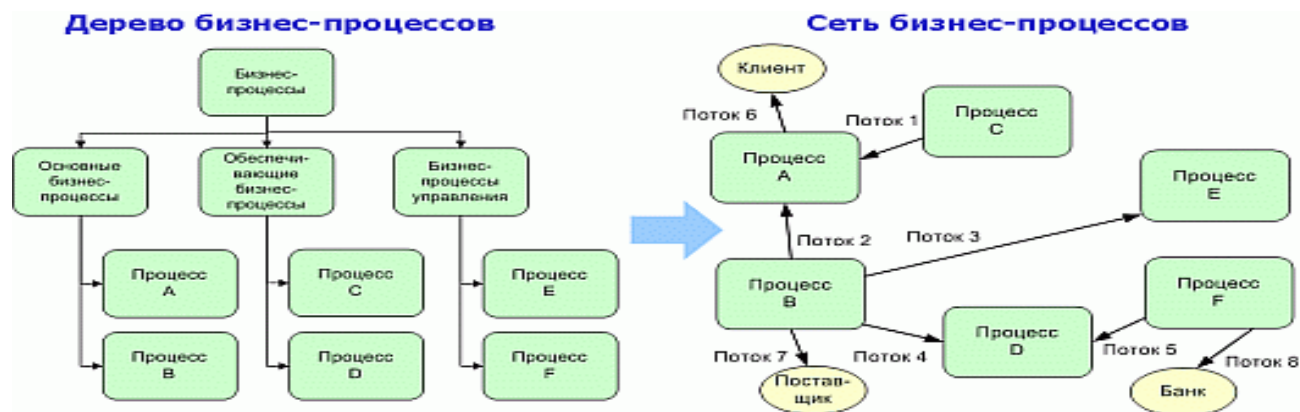 Дерево бизнес-процессов
Бизнес-
процессы
Основные
бизнес-
процессы
Обеспечи-
вающие
бизнес-
процессы
Бизнес-
процессы
управления
Процесс
A
Процесс
C
Процесс
E
Процесс
B
Процесс
D
Процесс
F
Сеть бизнес-процессов
Клиент
Поток 6
Поток 1
Процесс
C
Процесс
A
Процесс
E
Поток 2
Поток 3
Процесс
B
Процесс
F
Процесс
D
Поток 7
Поток 4
Поток 5
Поток 8
Постав-
щик
Банк